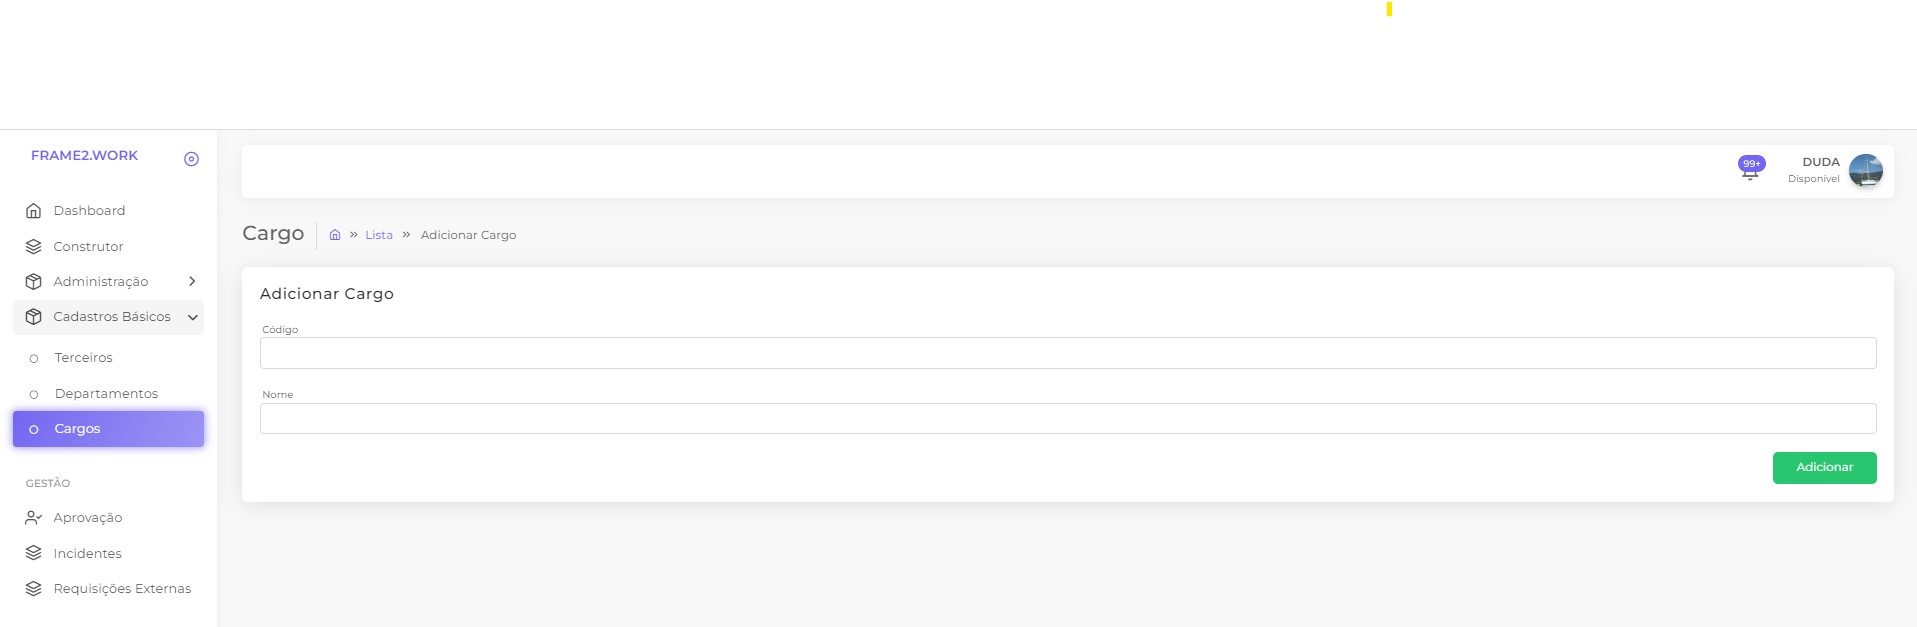 FRAME2.WORK
Dashboard
Construtor
Administração
Cadastros Básicos
Terceiros
Departamentos
Cargos
GESTÃO
Aprovação
Incidentes
Requisições Externas
99+
DUDA
Disponível
Cargo
» Lista » Adicionar Cargo
Adicionar Cargo
Código
Nome
Adicionar